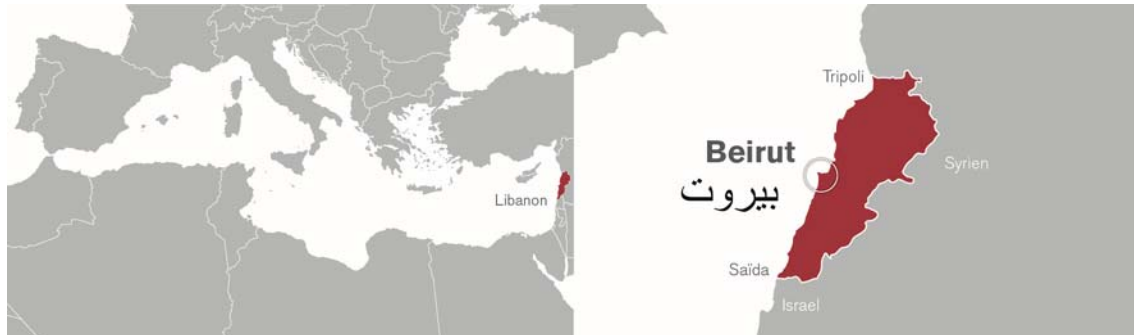 Libanon
Tripoli
Beirut
بيروت
Syrien
Saïda
Israel